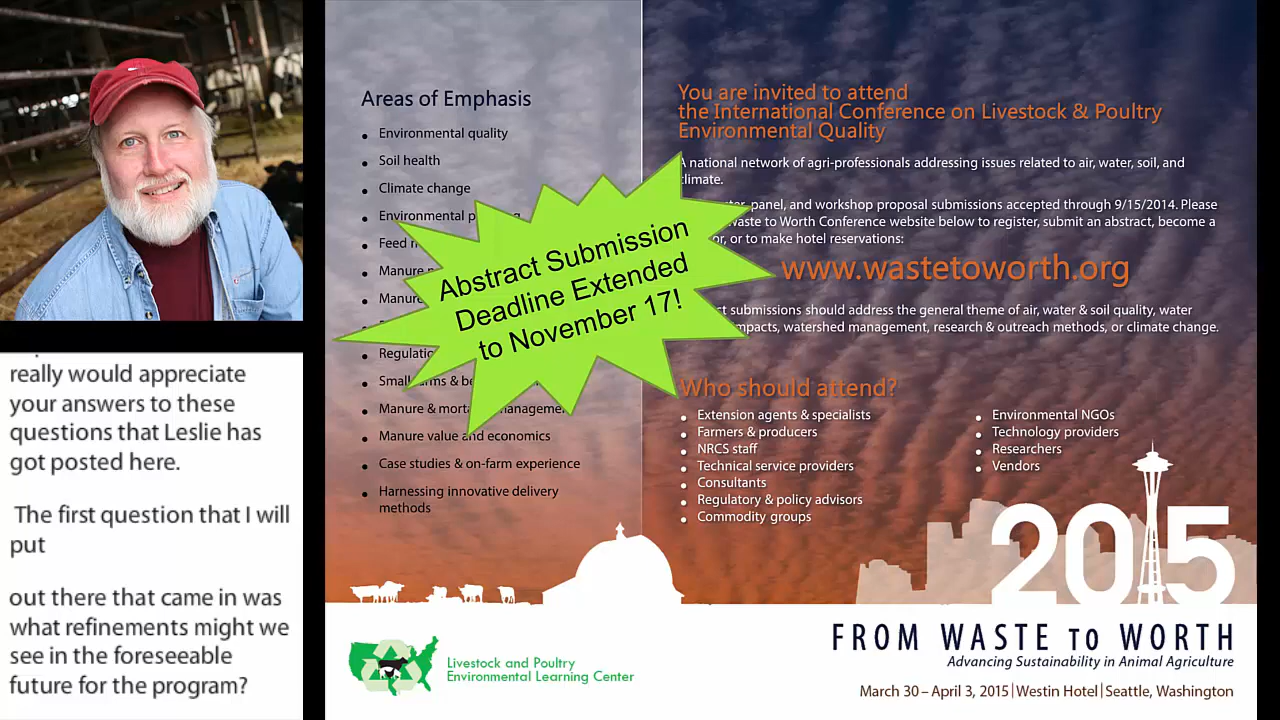 really would appreciate
your answers to these
questions that Leslie has
got posted here.
The first question that I will
put
out there that came in was
what refinements might we
see in the foreseeable
future for the program?
Areas of Emphasis
Environmental quality
Soil health
Climate change
Environmental
Feed
Manure
Manure
Small
Manure & management
Manure value and economics
Case studies & on-farm experience
Harnessing innovative delivery
methods
Abstract Submission
Deadline Extended
to November 17!
You are invited to attend
the International Conference on Livestock & Poultry
Environmental Quality
A national network of agri-professionals addressing issues related to air, water, soil, and
climate.
panel, and workshop proposal submissions accepted through 9/15/2014. Please
Waste to Worth Conference website below to register, submit an abstract, become a
or to make hotel reservations:
www.wastetoworth.org
submissions should address the general theme of air, water & soil quality, water
impacts, watershed management, research & outreach methods, or climate change.
Who should attend?
Extension agents & specialists
Farmers & producers
NRCS staff
Technical service providers
Consultants
Regulatory & policy advisors
Commodity groups
Environmental NGOs
Technology providers
Researchers
Vendors
2015
FROM WASTE TO WORTH
Advancing Sustainability in Animal Agriculture
March 30 – April 3, 2015|Westin Hotel|Seattle, Washington
Livestock and Poultry
Environmental Learning Center